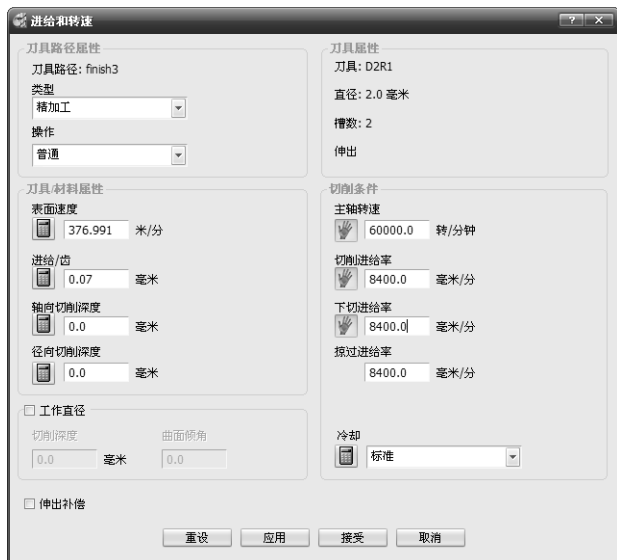 进给和转速
刀具路径属性
刀具路径: finish3
类型
精加工
操作
普通
刀具属性
刀具: D2R1
直径: 2.0 毫米
槽数: 2
伸出
刀具/材料属性
表面速度
376.991 米/分
进给/齿
0.07 毫米
轴向切削深度
0.0 毫米
径向切削深度
0.0 毫米
切削条件
主轴转速
60000.0 转/分钟
切削进给率
8400.0 毫米/分
下切进给率
8400.0 毫米/分
掠过进给率
8400.0 毫米/分
工作直径
切削深度 曲面倾角
0.0 毫米 0.0
冷却
标准
伸出补偿
重设 应用 接受 取消